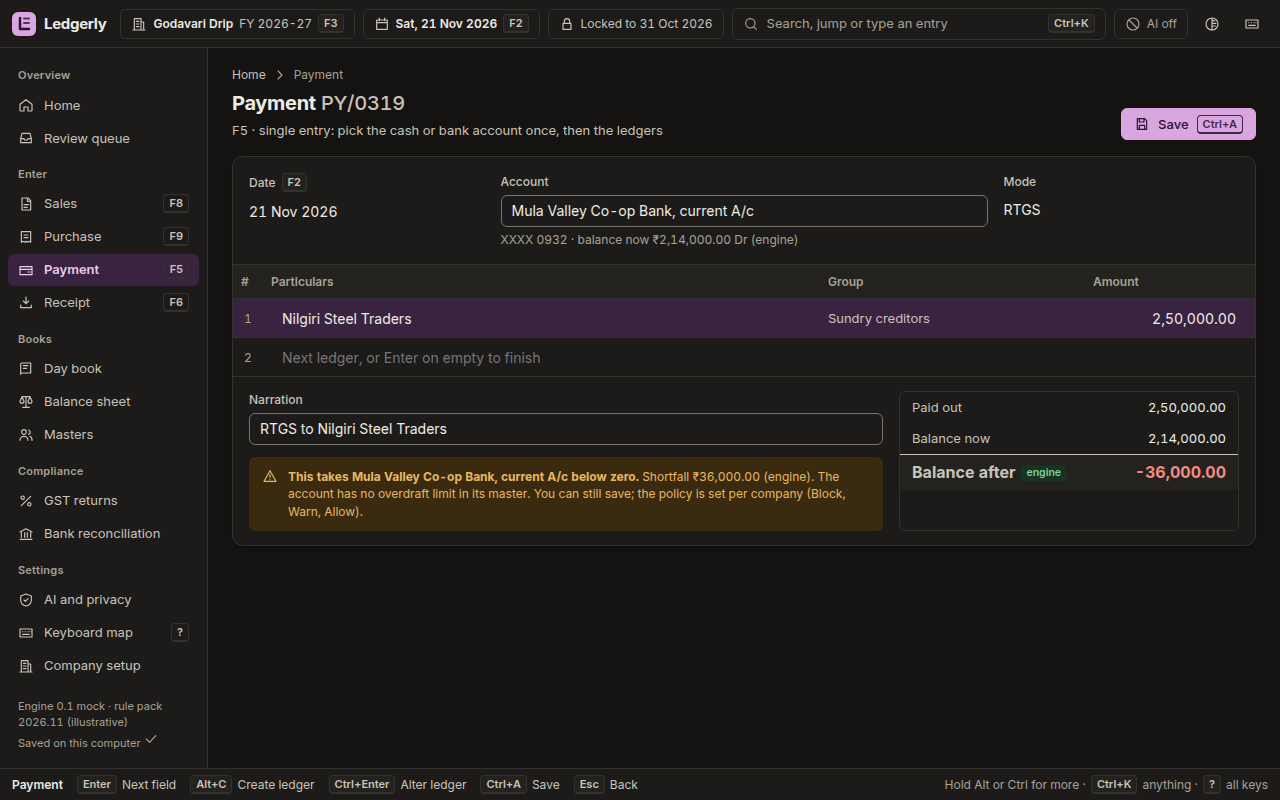 Ledgerly
Godavari Drip FY 2026-27 F3
Sat, 21 Nov 2026 F2
Locked to 31 Oct 2026
Search, jump or type an entry Ctrl+K
AI off
Overview
Home
Review queue
Enter
Sales F8
Purchase F9
Payment F5
Receipt F6
Books
Day book
Balance sheet
Masters
Compliance
GST returns
Bank reconciliation
Settings
AI and privacy
Keyboard map ?
Company setup
Engine 0.1 mock · rule pack
2026.11 (illustrative)
Saved on this computer
Home Payment
Payment PY/0319
F5 · single entry: pick the cash or bank account once, then the ledgers
Save Ctrl+A
Date F2
21 Nov 2026
Account
Mula Valley Co-op Bank, current A/c
XXXX 0932 · balance now ₹2,14,000.00 Dr (engine)
Mode
RTGS
# Particulars Group Amount
1 Nilgiri Steel Traders Sundry creditors 2,50,000.00
2 Next ledger, or Enter on empty to finish
Narration
RTGS to Nilgiri Steel Traders
This takes Mula Valley Co-op Bank, current A/c below zero. Shortfall ₹36,000.00 (engine). The
account has no overdraft limit in its master. You can still save; the policy is set per company (Block,
Warn, Allow).
Paid out 2,50,000.00
Balance now 2,14,000.00
Balance after engine -36,000.00
Payment Enter Next field Alt+C Create ledger Ctrl+Enter Alter ledger Ctrl+A Save Esc Back
Hold Alt or Ctrl for more · Ctrl+K anything · ? all keys